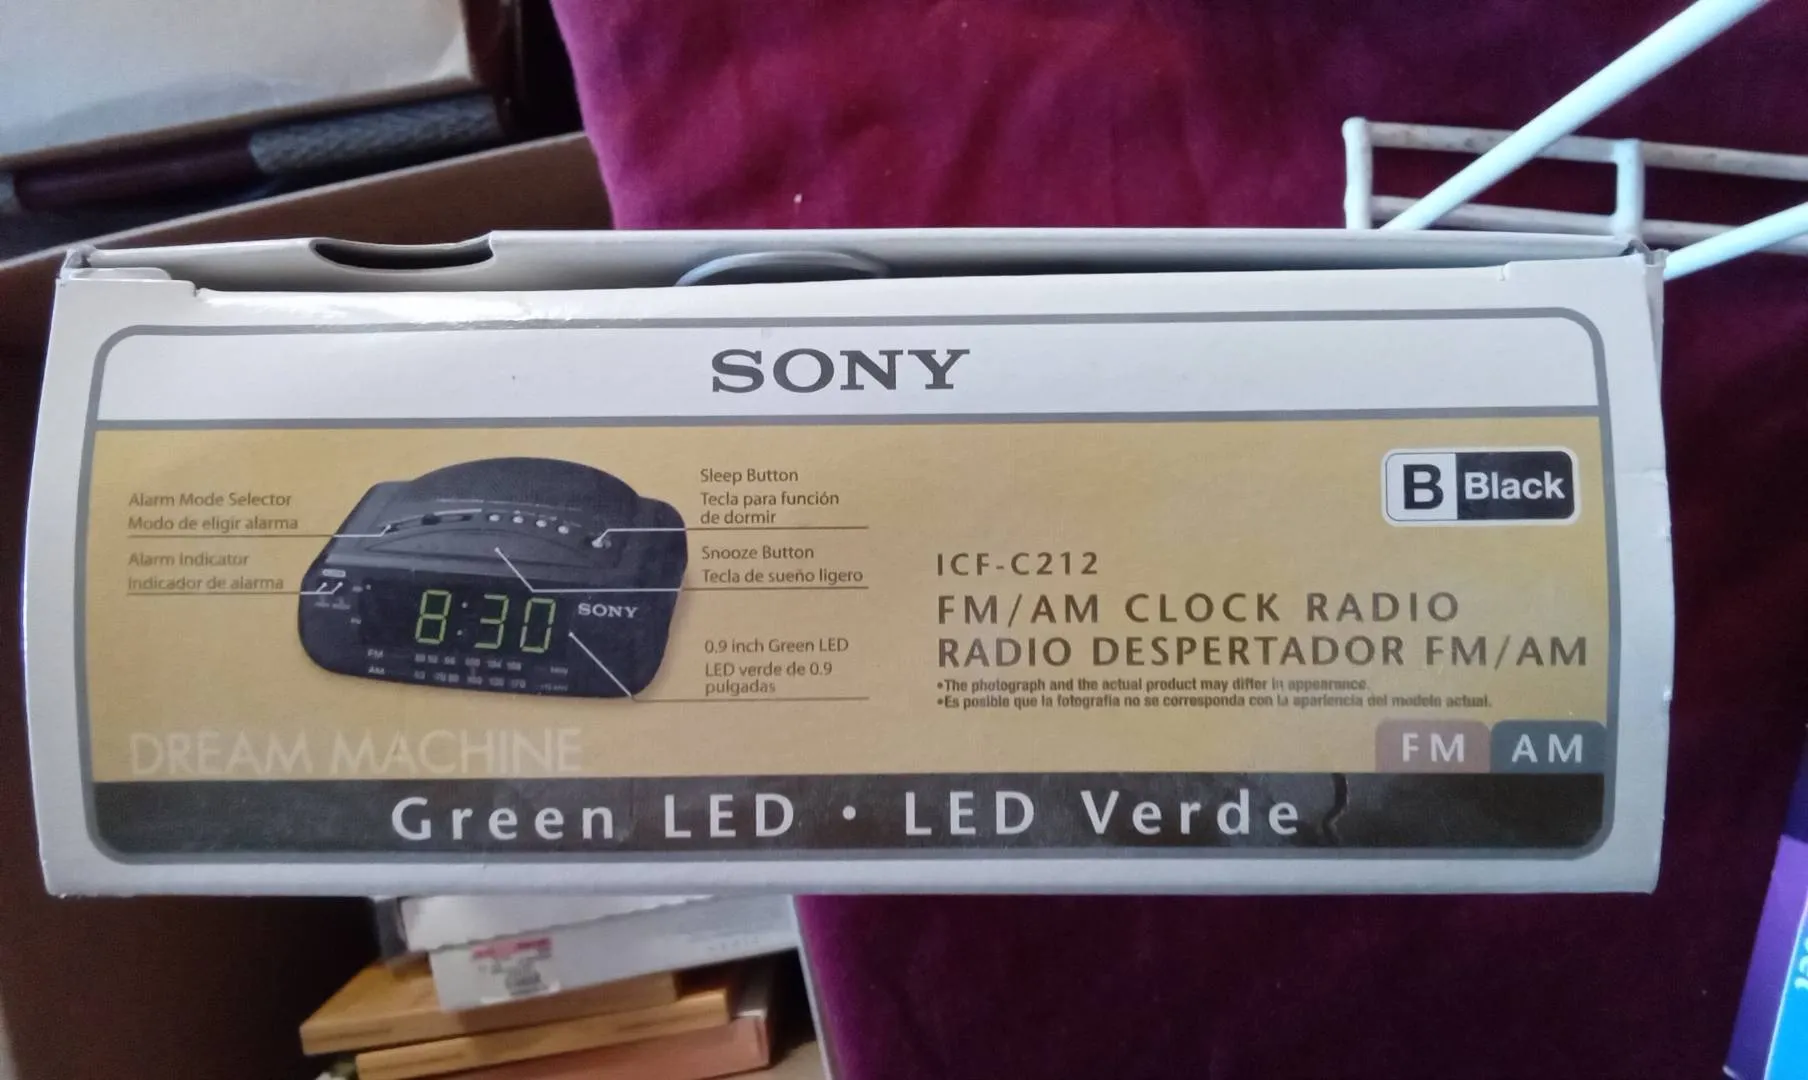 SONY
Alarm Mode Selector
Modo de eligir alarma
Alarm Indicator
Indicador de alarma
Sleep Button
Tecla para función
de dormir
Snooze Button
Tecla de sueño ligero
0.9 inch Green LED
LED verde de 0.9
pulgadas
8:30
SONY
FM
AM
B Black
ICF-C212
FM/AM CLOCK RADIO
RADIO DESPERTADOR FM/AM
•The photograph and the actual product may differ in appearance.
•Es posible que la fotografía no se corresponda con la apariencia del modelo actual.
DREAM MACHINE
FM AM
Green LED • LED Verde